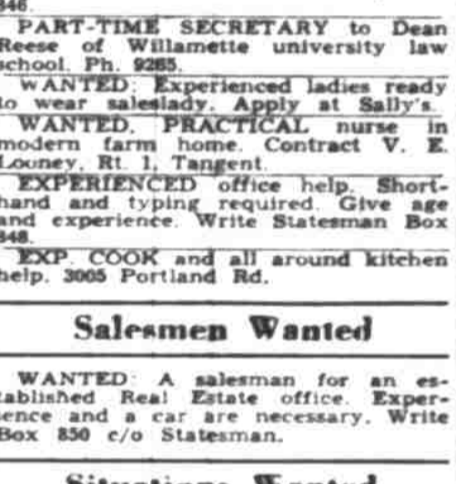 846.
PART-TIME SECRETARY to Dean
Reese of Willamette university law
school. Ph. 9265.
WANTED: Experienced ladies ready
to wear saleslady. Apply at Sally's.
WANTED, PRACTICAL nurse in
modern farm home. Contract V. E.
Looney, Rt. 1, Tangent.
EXPERIENCED office help. Short-
hand and typing required. Give age
and experience. Write Statesman Box
848.
EXP. COOK and all around kitchen
help. 3005 Portland Rd.
Salesmen Wanted
WANTED: A salesman for an es-
tablished Real Estate office. Exper-
ience and a car are necessary. Write
Box 850 c/o Statesman.
Situations Wanted